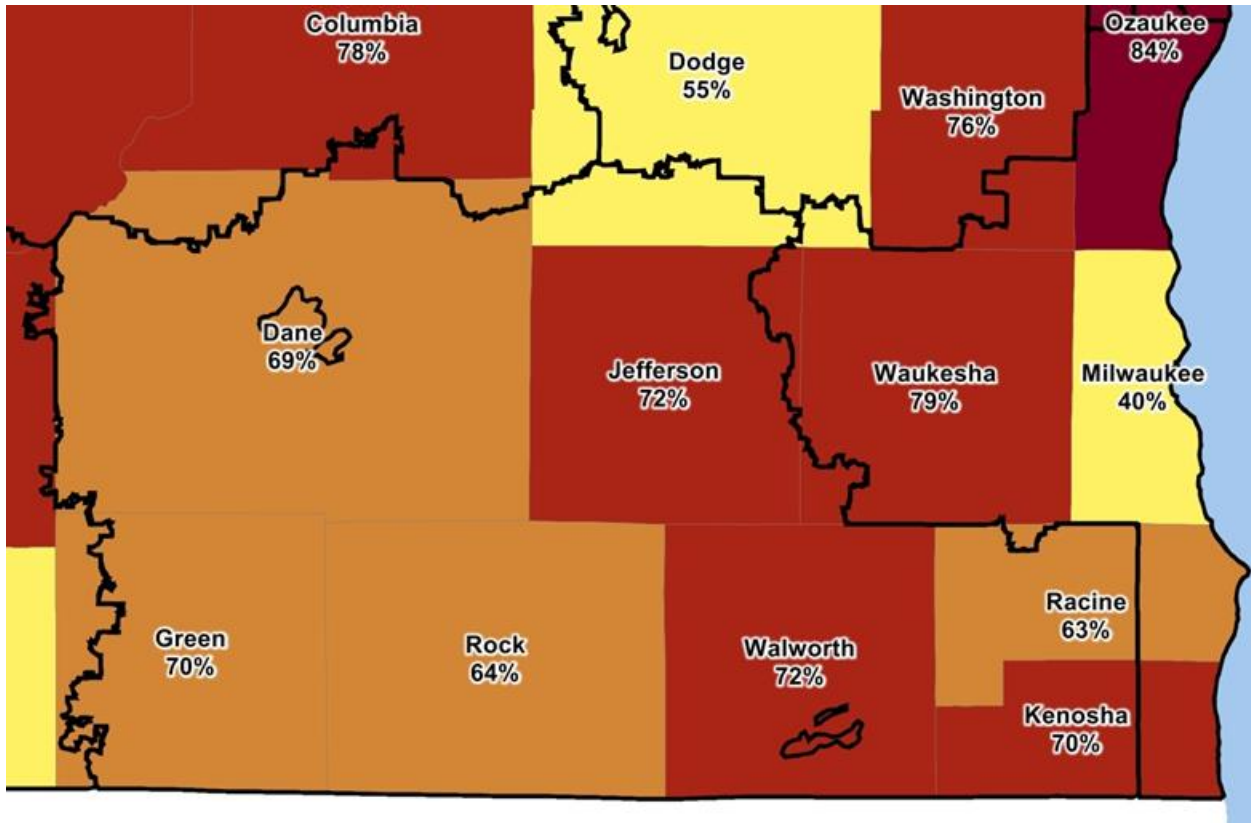 Columbia
78%
Ozaukee
84%
Dodge
55%
Washington
76%
Dane
69%
Jefferson
72%
Waukesha
79%
Milwaukee
40%
Green
70%
Rock
64%
Walworth
72%
Racine
63%
Kenosha
70%